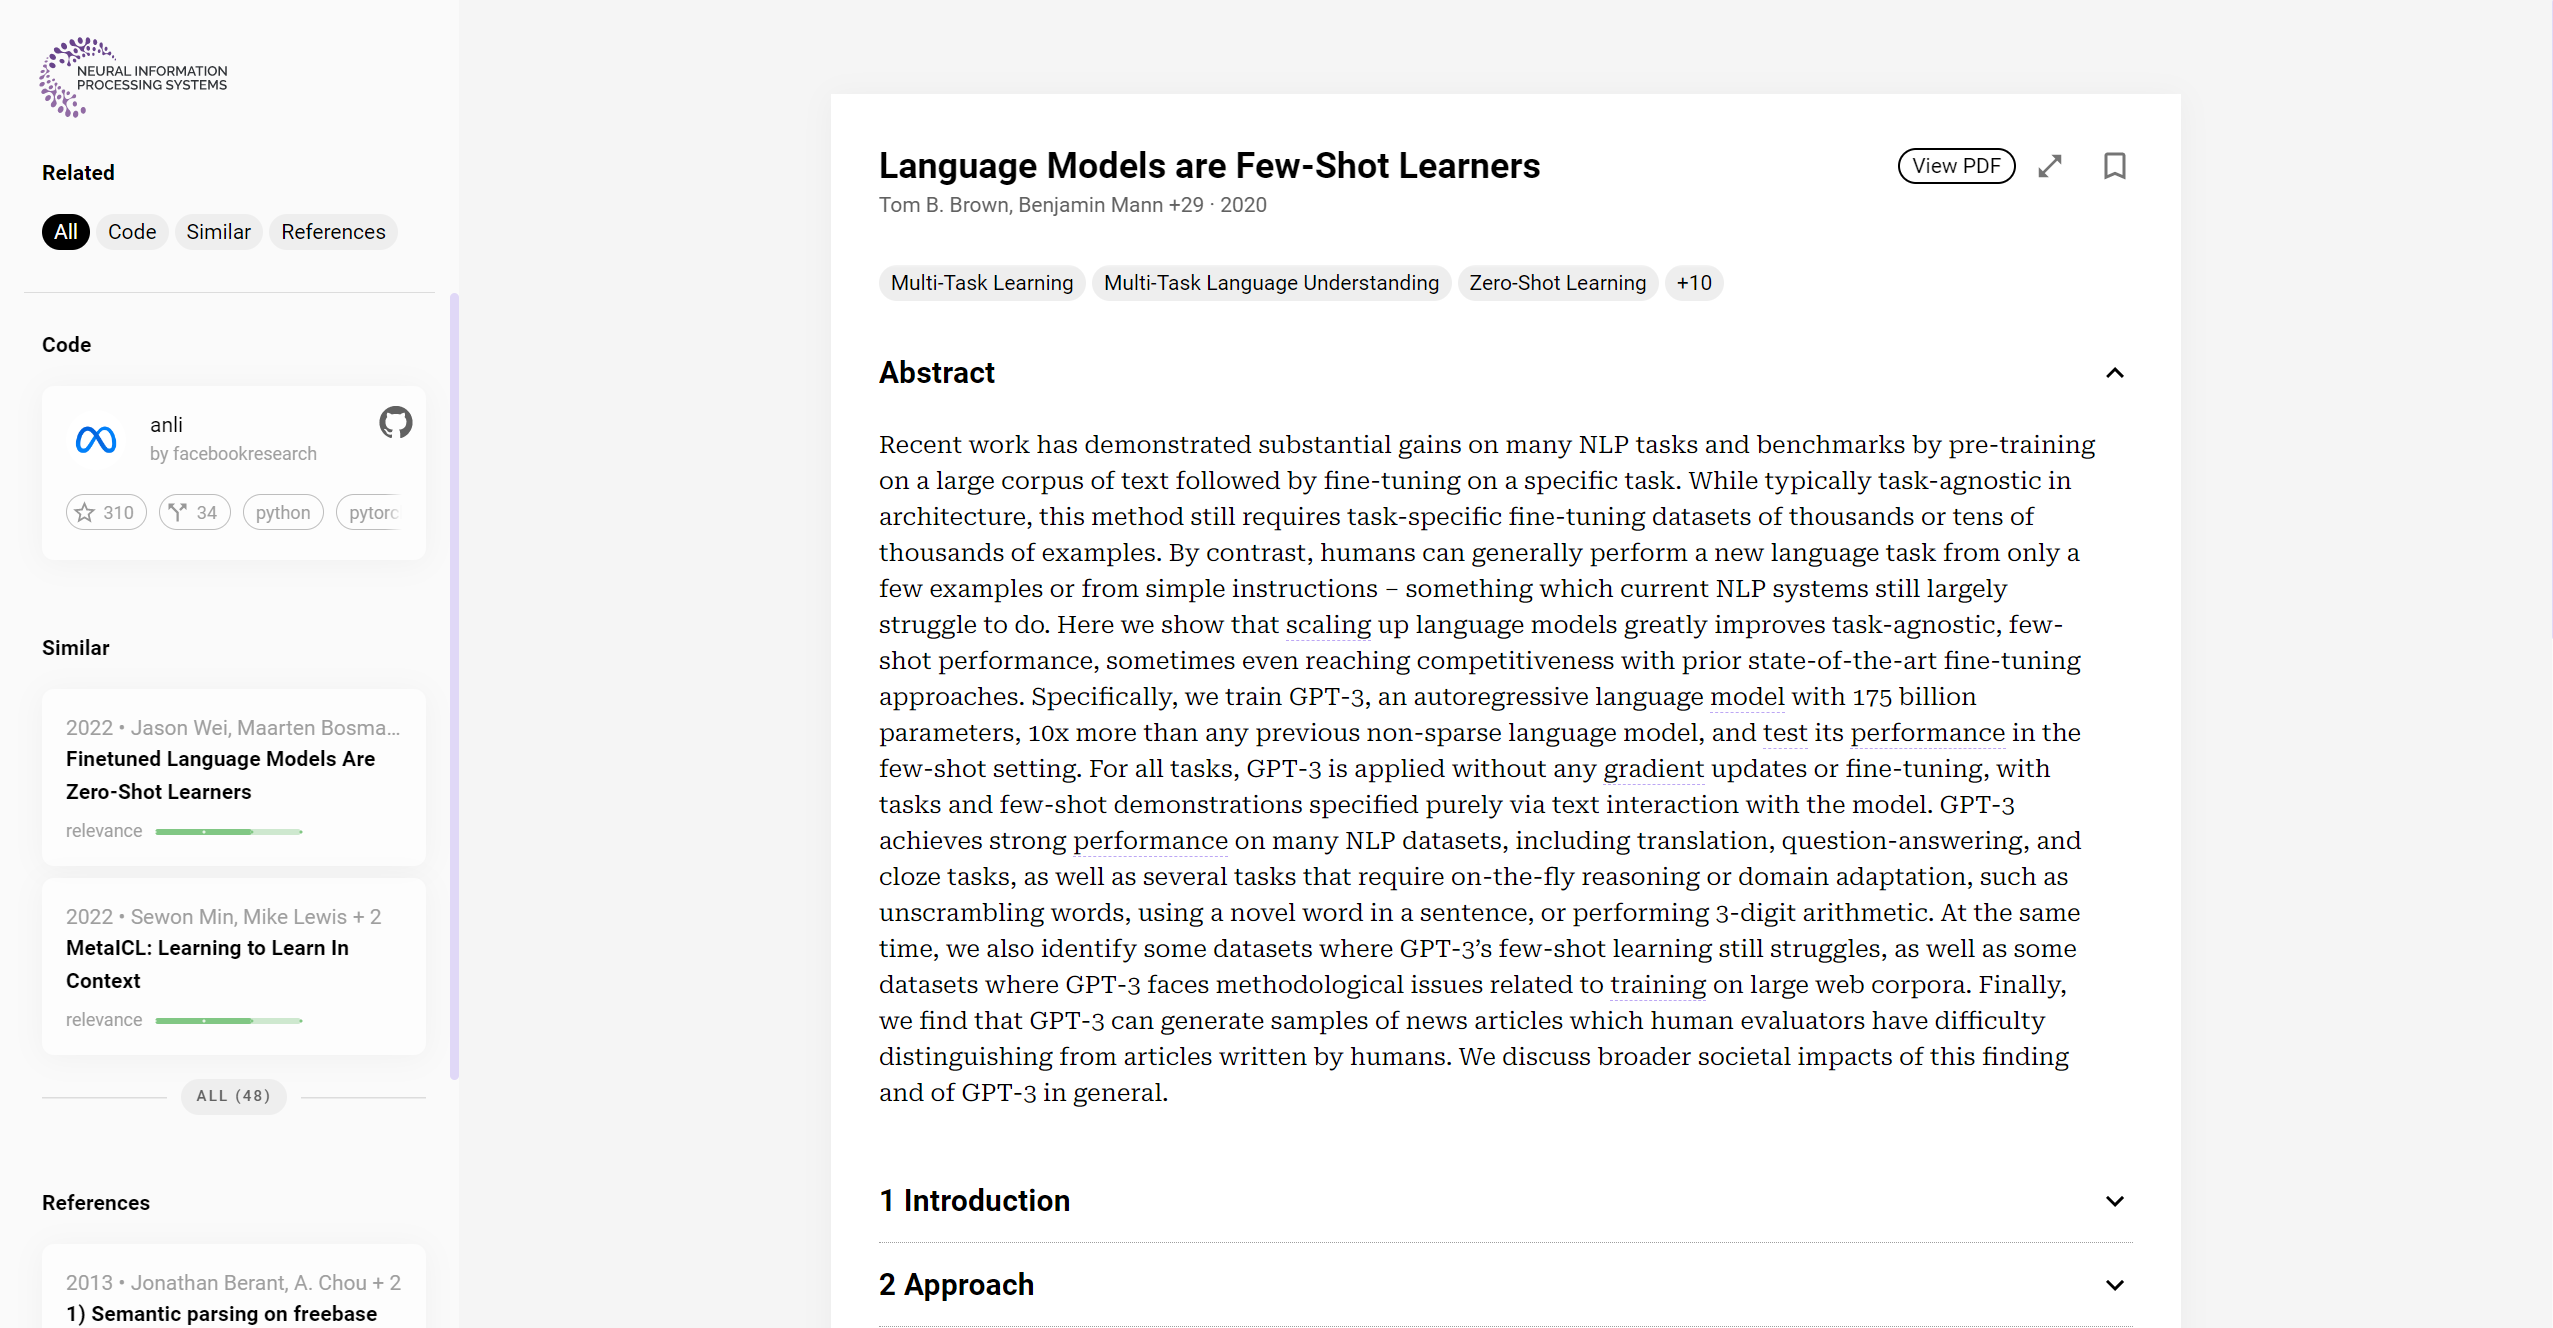 NEURAL INFORMATION
PROCESSING SYSTEMS
Related
All Code Similar References
Code
anli
by facebookresearch
310 34 python pytorc
Similar
2022 • Jason Wei, Maarten Bosma...
Finetuned Language Models Are
Zero-Shot Learners
relevance
2022 • Sewon Min, Mike Lewis + 2
MetaICL: Learning to Learn In
Context
relevance
ALL (48)
References
2013 • Jonathan Berant, A. Chou + 2
1) Semantic parsing on freebase
Language Models are Few-Shot Learners
View PDF
Tom B. Brown, Benjamin Mann +29 · 2020
Multi-Task Learning Multi-Task Language Understanding Zero-Shot Learning +10
Abstract
Recent work has demonstrated substantial gains on many NLP tasks and benchmarks by pre-training
on a large corpus of text followed by fine-tuning on a specific task. While typically task-agnostic in
architecture, this method still requires task-specific fine-tuning datasets of thousands or tens of
thousands of examples. By contrast, humans can generally perform a new language task from only a
few examples or from simple instructions – something which current NLP systems still largely
struggle to do. Here we show that scaling up language models greatly improves task-agnostic, few-
shot performance, sometimes even reaching competitiveness with prior state-of-the-art fine-tuning
approaches. Specifically, we train GPT-3, an autoregressive language model with 175 billion
parameters, 10x more than any previous non-sparse language model, and test its performance in the
few-shot setting. For all tasks, GPT-3 is applied without any gradient updates or fine-tuning, with
tasks and few-shot demonstrations specified purely via text interaction with the model. GPT-3
achieves strong performance on many NLP datasets, including translation, question-answering, and
cloze tasks, as well as several tasks that require on-the-fly reasoning or domain adaptation, such as
unscrambling words, using a novel word in a sentence, or performing 3-digit arithmetic. At the same
time, we also identify some datasets where GPT-3’s few-shot learning still struggles, as well as some
datasets where GPT-3 faces methodological issues related to training on large web corpora. Finally,
we find that GPT-3 can generate samples of news articles which human evaluators have difficulty
distinguishing from articles written by humans. We discuss broader societal impacts of this finding
and of GPT-3 in general.
1 Introduction
2 Approach